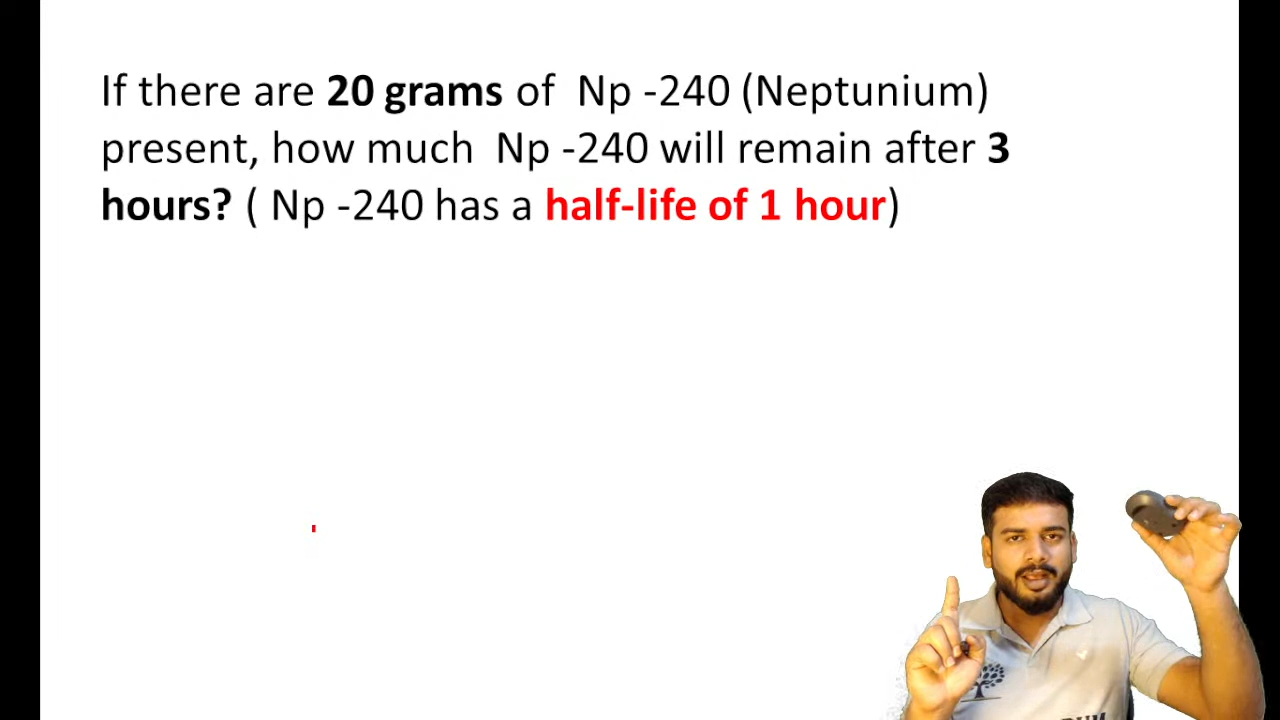 If there are 20 grams of Np -240 (Neptunium)
present, how much Np -240 will remain after 3
hours? ( Np -240 has a half-life of 1 hour)